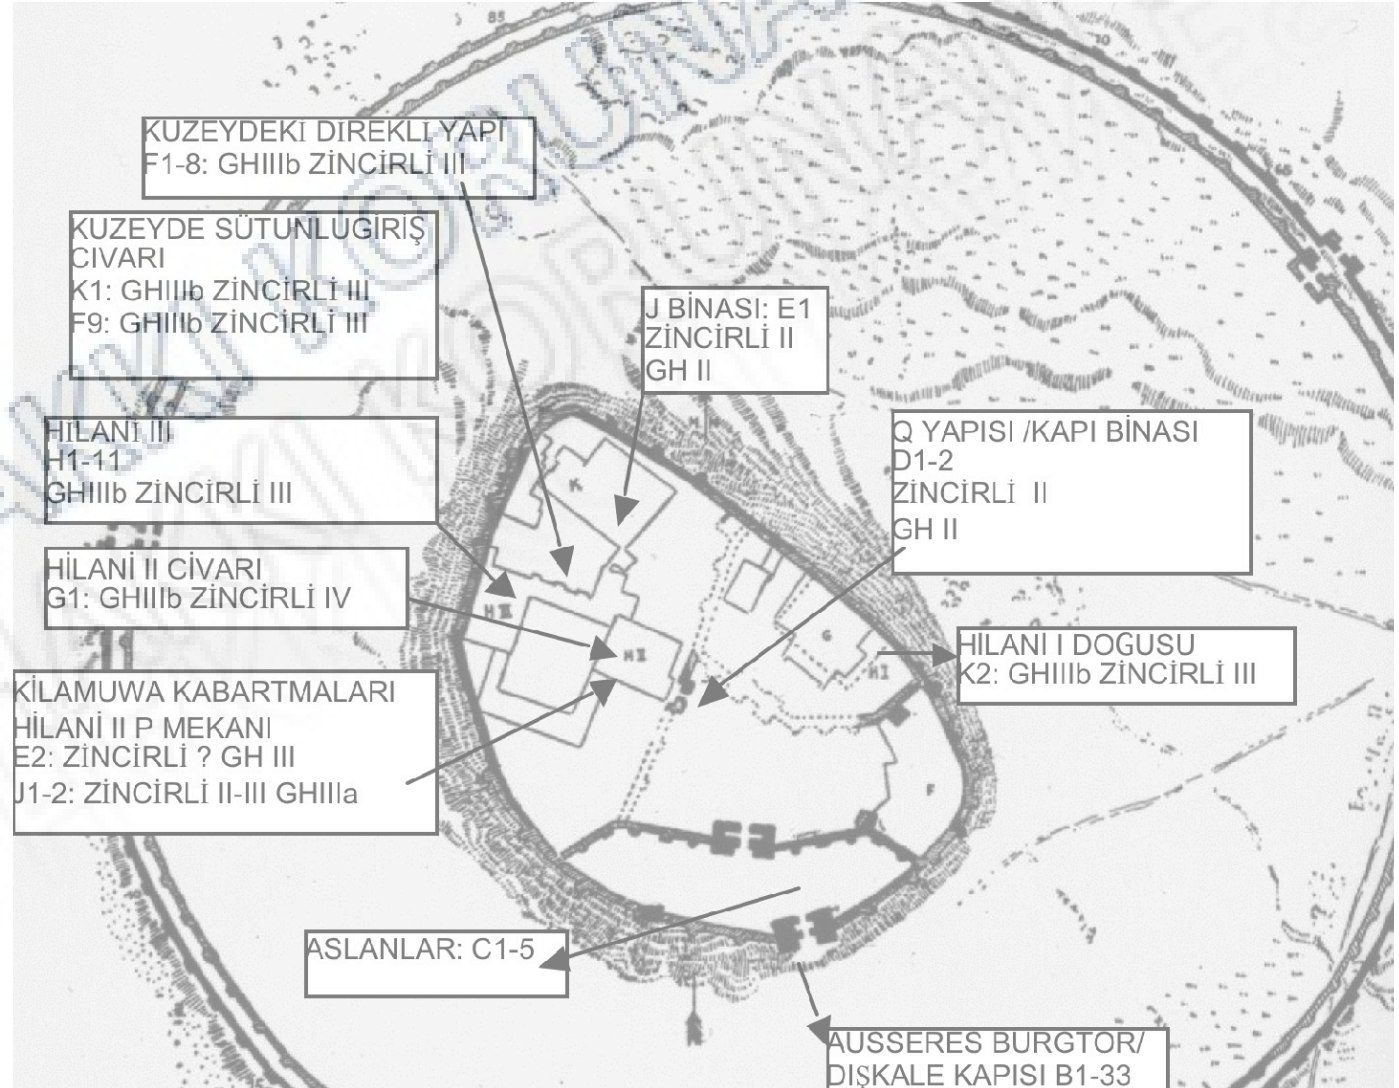 85
70
KUZEYDEKİ DİREKLİ YAPI
F1-8: GHIIIb ZİNCİRLİ III
KUZEYDE SÜTUNLUGİRİŞ
CIVARI
K1: GHIIIb ZİNCİRLİ III
F9: GHIIIb ZİNCİRLİ III
J BİNASI: E1
ZİNCİRLİ II
GH II
HİLANİ III
H1-11
GHIIIb ZİNCİRLİ III
Q YAPISI /KAPI BİNASI
D1-2
ZİNCİRLİ II
GH II
K
HİLANİ II CİVARI
G1: GHIIIb ZİNCİRLİ IV
H III
H II
G
H I
HİLANİ I DOĞUSU
K2: GHIIIb ZİNCİRLİ III
KİLAMUWA KABARTMALARI
HİLANİ II P MEKANI
E2: ZİNCİRLİ ? GH III
J1-2: ZİNCİRLİ II-III GHIIIa
F
ASLANLAR: C1-5
AUSSERES BURGTOR/
DIŞKALE KAPISI B1-33